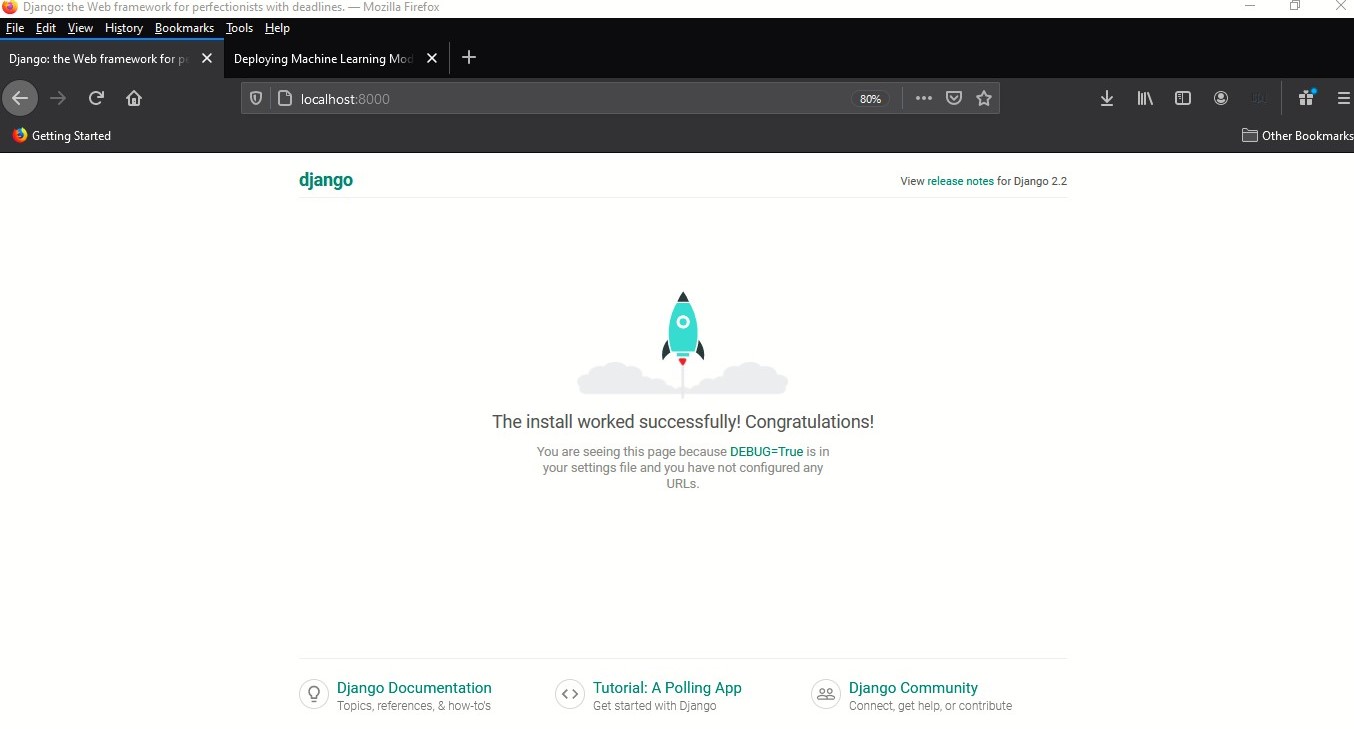 Django: the Web framework for perfectionists with deadlines. — Mozilla Firefox
File Edit View History Bookmarks Tools Help
Django: the Web framework for pe
Deploying Machine Learning Mod
localhost:8000
80%
Getting Started
Other Bookmarks
django
View release notes for Django 2.2
The install worked successfully! Congratulations!
You are seeing this page because DEBUG=True is in
your settings file and you have not configured any
URLs.
Django Documentation
Topics, references, & how-to's
Tutorial: A Polling App
Get started with Django
Django Community
Connect, get help, or contribute